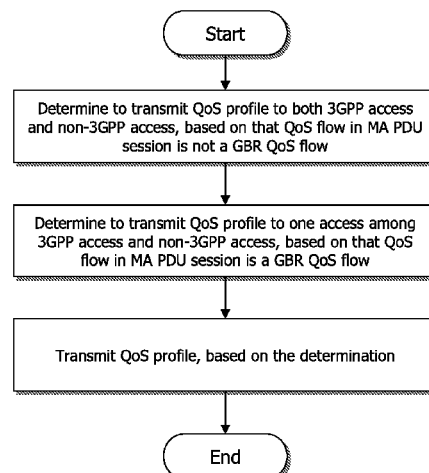 Start
Determine to transmit QoS profile to both 3GPP access
and non-3GPP access, based on that QoS flow in MA PDU
session is not a GBR QoS flow
Determine to transmit QoS profile to one access among
3GPP access and non-3GPP access, based on that QoS
flow in MA PDU session is a GBR QoS flow
Transmit QoS profile, based on the determination
End